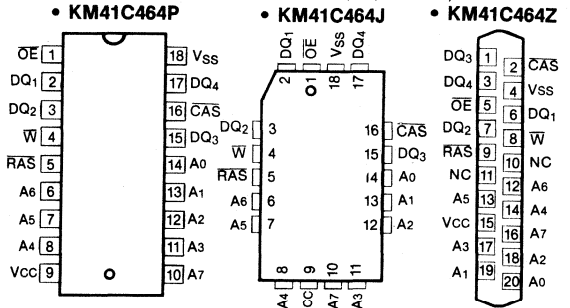 • KM41C464P
OE 1 18 VSS
DQ1 2 17 DQ4
DQ2 3 16 CAS
W 4 15 DQ3
RAS 5 14 A0
A6 6 13 A1
A5 7 12 A2
A4 8 11 A3
VCC 9 10 A7
• KM41C464J
DQ1 OE VSS DQ4
2 1 18 17
DQ2 3 16 CAS
W 4 15 DQ3
RAS 5 14 A0
A6 6 13 A1
A5 7 12 A2
8 9 10 11
A4 CC A7 A3
• KM41C464Z
DQ3 1
2 CAS
3
4 VSS
OE 5
6 DQ1
DQ2 7
8 W
RAS 9
10 NC
NC 11
12 A6
A5 13
14 A4
VCC 15
16 A7
A3 17
18 A2
A1 19
20 A0